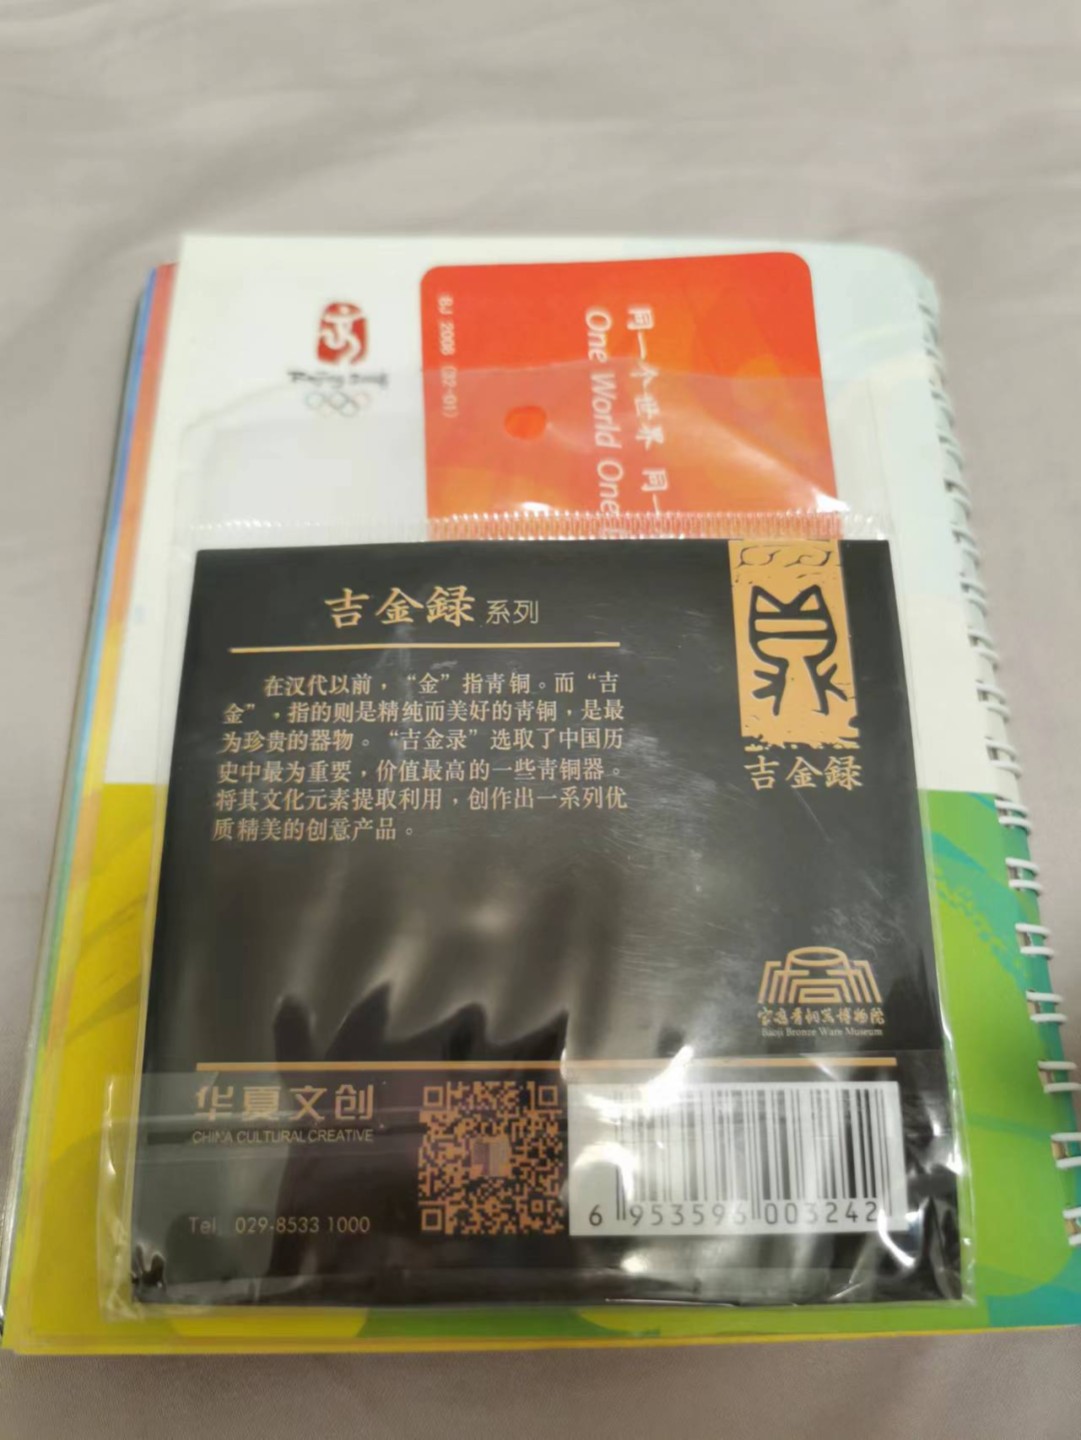 Beijing 2008
BJ 2006 (32-01)
同一个世界 同一
One World One
吉金録系列
在汉代以前，“金”指青铜。而“吉
金”，指的则是精纯而美好的青铜，是最
为珍贵的器物。“吉金录”选取了中国历
史中最为重要，价值最高的一些青铜器。
将其文化元素提取利用，创作出一系列优
质精美的创意产品。
吉金録
宝鸡青铜器博物院
Baoji Bronze Ware Museum
华夏文创
CHINA CULTURAL CREATIVE
Tel. 029-8533 1000
6 953596 003242